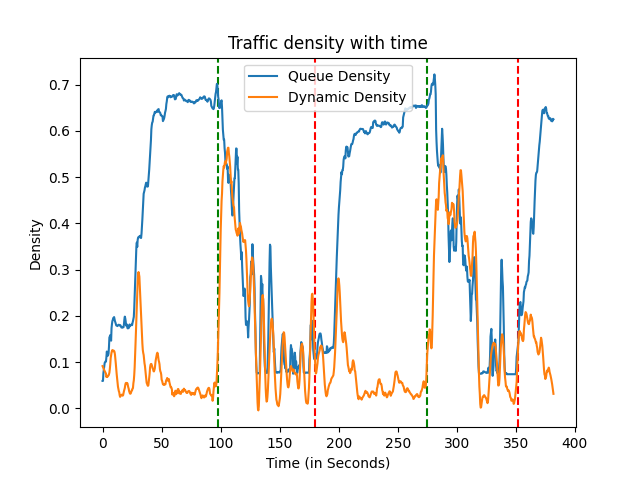 Traffic density with time
Queue Density
Dynamic Density
Density
0.7
0.6
0.5
0.4
0.3
0.2
0.1
0.0
0 50 100 150 200 250 300 350 400
Time (in Seconds)